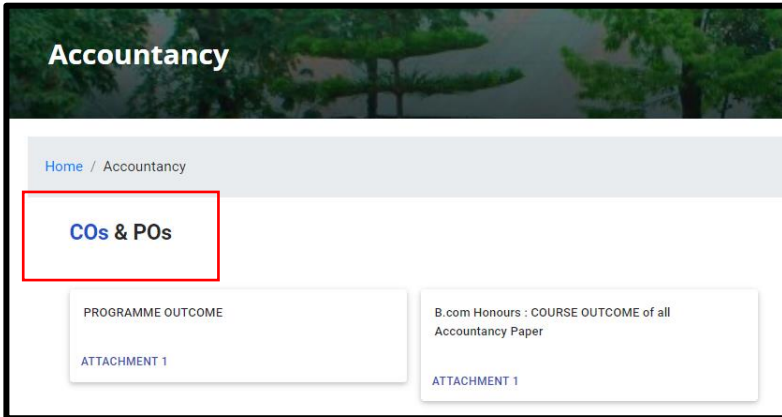 Accountancy
Home / Accountancy
COs & POs
PROGRAMME OUTCOME
ATTACHMENT 1
B.com Honours : COURSE OUTCOME of all
Accountancy Paper
ATTACHMENT 1